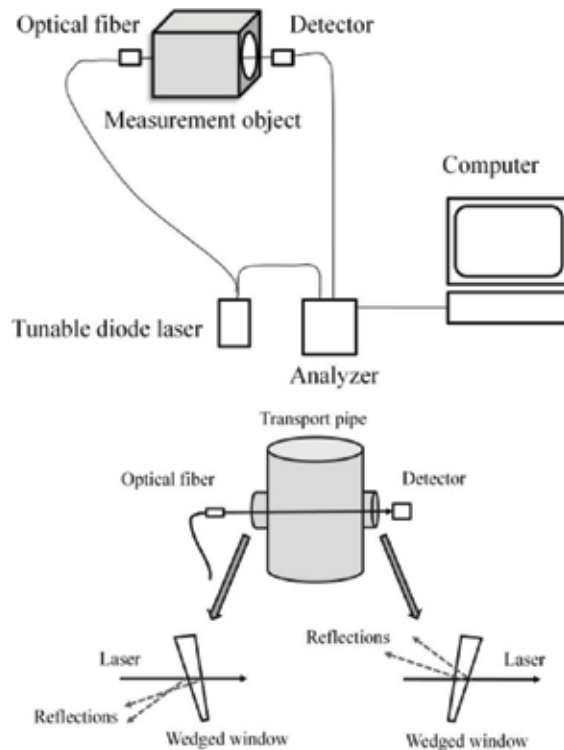 Optical fiber
Detector
Measurement object
Computer
Tunable diode laser
Analyzer
Transport pipe
Optical fiber
Detector
Reflections
Laser
Laser
Reflections
Wedged window
Wedged window